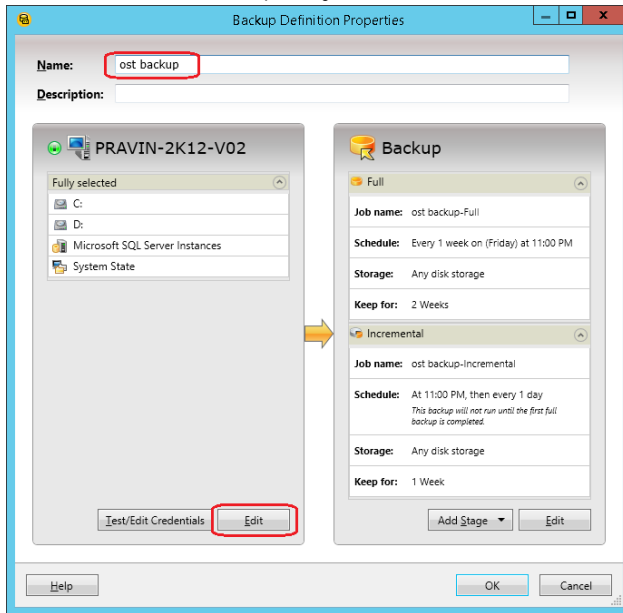 Backup Definition Properties
Name: ost backup
Description:
PRAVIN-2K12-V02
Fully selected
C:
D:
Microsoft SQL Server Instances
System State
Test/Edit Credentials Edit
Backup
Full
Job name: ost backup-Full
Schedule: Every 1 week on (Friday) at 11:00 PM
Storage: Any disk storage
Keep for: 2 Weeks
Incremental
Job name: ost backup-Incremental
Schedule: At 11:00 PM, then every 1 day
This backup will not run until the first full
backup is completed.
Storage: Any disk storage
Keep for: 1 Week
Add Stage Edit
Help OK Cancel